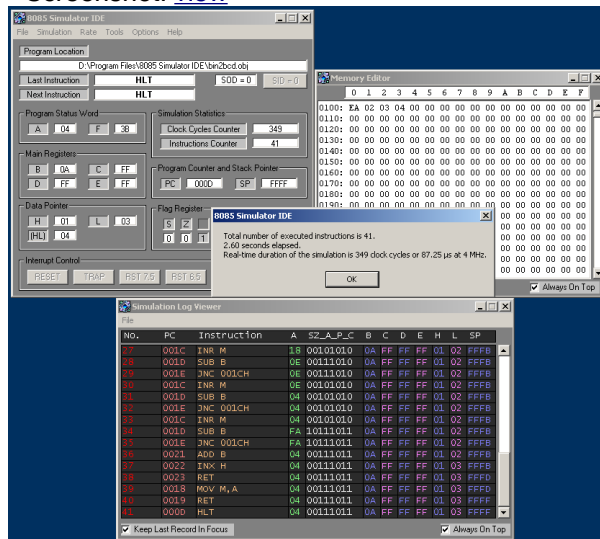 Screenshot: view
8085 Simulator IDE
File Simulation Rate Tools Options Help
Program Location
D:\Program Files\8085 Simulator IDE\bin2bcd.obj
Last Instruction HLT SOD = 0 SID = 0
Next Instruction HLT
Program Status Word
A 04 F 3B
Simulation Statistics
Clock Cycles Counter 349
Instructions Counter 41
Main Registers
B 0A C FF
D FF E FF
Program Counter and Stack Pointer
PC 000D SP FFFF
Data Pointer
H 01 L 03
(HL) 04
Flag Register
S Z
0 0 1
Interrupt Control
RESET TRAP RST 7.5 RST 6.5
Memory Editor
0 1 2 3 4 5 6 7 8 9 A B C D E F
0100: EA 02 03 04 00 00 00 00 00 00 00 00 00 00 00 00
0110: 00 00 00 00 00 00 00 00 00 00 00 00 00 00 00 00
0120: 00 00 00 00 00 00 00 00 00 00 00 00 00 00 00 00
0130: 00 00 00 00 00 00 00 00 00 00 00 00 00 00 00 00
0140: 00 00 00 00 00 00 00 00 00 00 00 00 00 00 00 00
0150: 00 00 00 00 00 00 00 00 00 00 00 00 00 00 00 00
0160: 00 00 00 00 00 00 00 00 00 00 00 00 00 00 00 00
0170: 00 00 00 00 00 00 00 00 00 00 00 00 00 00 00 00
0180: 00 00 00 00 00 00 00 00 00 00 00 00 00 00 00 00
0190: 00 00 00 00 00 00 00 00 00 00 00 00 00 00 00 00
00 00
00 00
00 00
00 00
00 00
Always On Top
8085 Simulator IDE
Total number of executed instructions is 41.
2.60 seconds elapsed.
Real-time duration of the simulation is 349 clock cycles or 87.25 µs at 4 MHz.
OK
Simulation Log Viewer
File
NO. PC Instruction A SZ_A_P_C B C D E H L SP
27 001C INR M 18 00101010 0A FF FF FF 01 02 FFFB
28 001D SUB B 0E 00111010 0A FF FF FF 01 02 FFFB
29 001E JNC 001CH 0E 00111010 0A FF FF FF 01 02 FFFB
30 001C INR M 0E 00101010 0A FF FF FF 01 02 FFFB
31 001D SUB B 04 00101010 0A FF FF FF 01 02 FFFB
32 001E JNC 001CH 04 00101010 0A FF FF FF 01 02 FFFB
33 001C INR M 04 00101010 0A FF FF FF 01 02 FFFB
34 001D SUB B FA 10111011 0A FF FF FF 01 02 FFFB
35 001E JNC 001CH FA 10111011 0A FF FF FF 01 02 FFFB
36 0021 ADD B 04 00111011 0A FF FF FF 01 02 FFFB
37 0022 INX H 04 00111011 0A FF FF FF 01 03 FFFB
38 0023 RET 04 00111011 0A FF FF FF 01 03 FFFD
39 0018 MOV M,A 04 00111011 0A FF FF FF 01 03 FFFD
40 0019 RET 04 00111011 0A FF FF FF 01 03 FFFF
41 000D HLT 04 00111011 0A FF FF FF 01 03 FFFF
Keep Last Record In Focus Always On Top